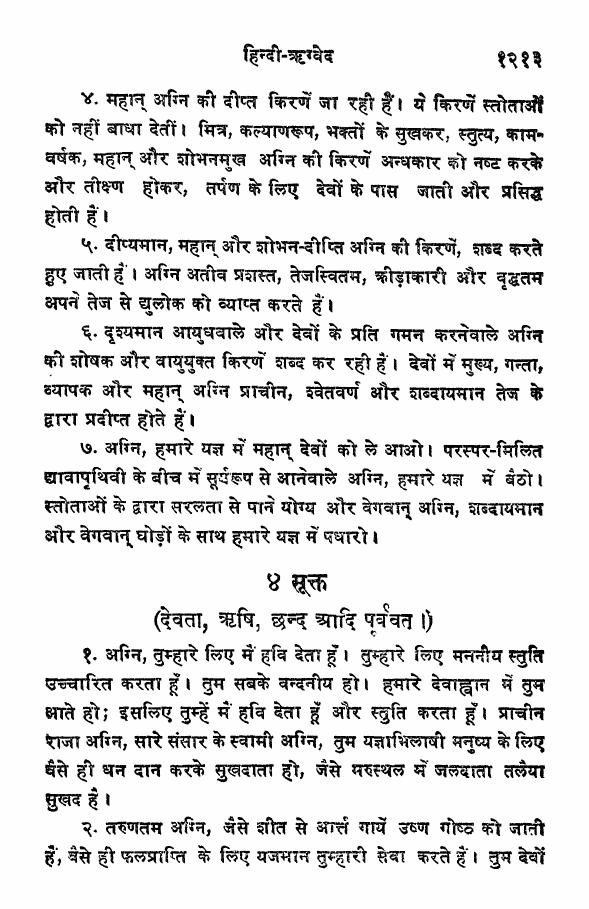 हिन्दी-ऋग्वेद १२१३
४. महान् अग्नि की दीप्त किरणें जा रही हैं। ये किरणें स्तोताओं
को नहीं बाधा देतीं। मित्र, कल्याणरूप, भक्तों के सुखकर, स्तुत्य, काम-
वर्षक, महान् और शोभनमुख अग्नि की किरणें अन्धकार को नष्ट करके
और तीक्ष्ण होकर, तर्पण के लिए देवों के पास जाती और प्रसिद्ध
होती हैं।
५. दीप्यमान, महान् और शोभन-दीप्ति अग्नि की किरणें, शब्द करते
हुए जाती हैं। अग्नि अतीव प्रशस्त, तेजस्वितम, क्रीड़ाकारी और वृद्धतम
अपने तेज से द्युलोक को व्याप्त करते हैं।
६. दृश्यमान आयुधवाले और देवों के प्रति गमन करनेवाले अग्नि
की शोषक और वायुयुक्त किरणें शब्द कर रही हैं। देवों में मुख्य, गन्ता,
व्यापक और महान् अग्नि प्राचीन, श्वेतवर्ण और शब्दायमान तेज के
द्वारा प्रदीप्त होते हैं।
७. अग्नि, हमारे यज्ञ में महान् देवों को ले आओ। परस्पर-मिलित
द्यावापृथिवी के बीच में सूर्यरूप से आनेवाले अग्नि, हमारे यज्ञ में बैठो।
स्तोताओं के द्वारा सरलता से पाने योग्य और वेगवान् अग्नि, शब्दायमान
और वेगवान् घोड़ों के साथ हमारे यज्ञ में पधारो।
४ सूक्त
(देवता, ऋषि, छन्द आदि पूर्ववत।)
१. अग्नि, तुम्हारे लिए मैं हवि देता हूँ। तुम्हारे लिए मननीय स्तुति
उच्चारित करता हूँ। तुम सबके वन्दनीय हो। हमारे देवाह्वान में तुम
आते हो; इसलिए तुम्हें मैं हवि देता हूँ और स्तुति करता हूँ। प्राचीन
राजा अग्नि, सारे संसार के स्वामी अग्नि, तुम यज्ञाभिलाषी मनुष्य के लिए
वैसे ही धन दान करके सुखदाता हो, जैसे मरुस्थल में जलदाता तलैया
सुखद है।
२. तरुणतम अग्नि, जैसे शीत से आर्त्त गायें उष्ण गोष्ठ को जाती
हैं, वैसे ही फलप्राप्ति के लिए यजमान तुम्हारी सेवा करते हैं। तुम देवों